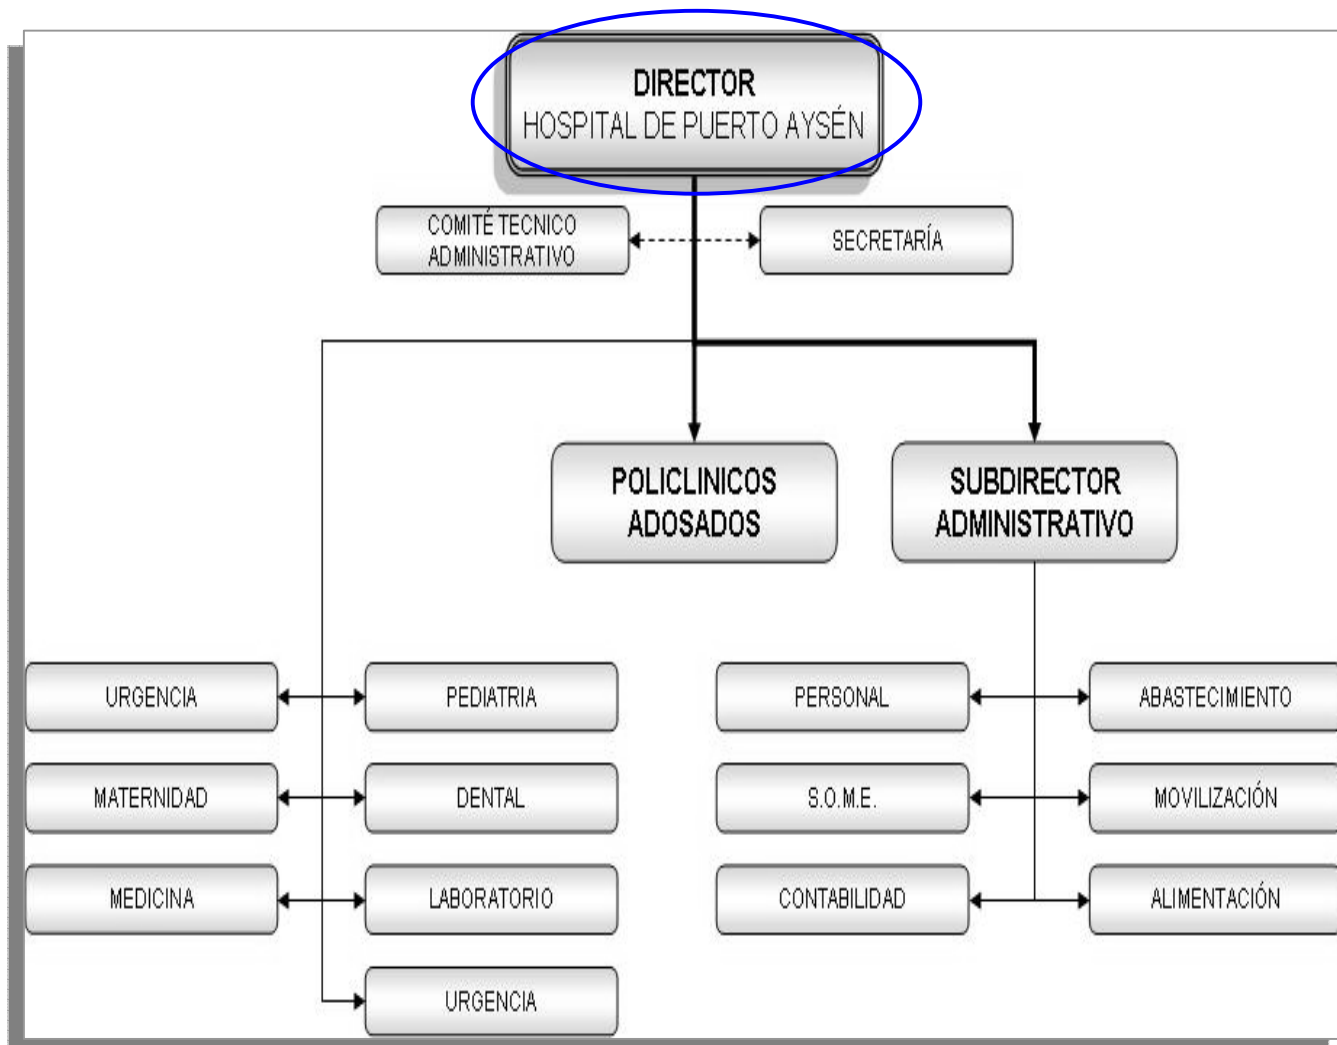 DIRECTOR
HOSPITAL DE PUERTO AYSÉN
COMITÉ TECNICO
ADMINISTRATIVO
SECRETARÍA
POLICLINICOS
ADOSADOS
SUBDIRECTOR
ADMINISTRATIVO
URGENCIA
PEDIATRIA
PERSONAL
ABASTECIMIENTO
MATERNIDAD
DENTAL
S.O.M.E.
MOVILIZACIÓN
MEDICINA
LABORATORIO
CONTABILIDAD
ALIMENTACIÓN
URGENCIA